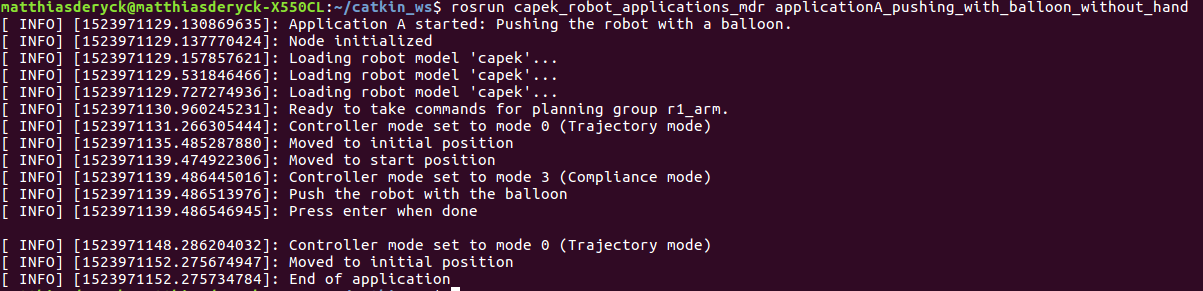 matthiasderyck@matthiasderyck-X550CL:~/catkin_ws$ rosrun capek_robot_applications_mdr applicationA_pushing_with_balloon_without_hand
[ INFO] [1523971129.130869635]: Application A started: Pushing the robot with a balloon.
[ INFO] [1523971129.137770424]: Node initialized
[ INFO] [1523971129.157857621]: Loading robot model 'capek'...
[ INFO] [1523971129.531846466]: Loading robot model 'capek'...
[ INFO] [1523971129.727274936]: Loading robot model 'capek'...
[ INFO] [1523971130.960245231]: Ready to take commands for planning group r1_arm.
[ INFO] [1523971131.266305444]: Controller mode set to mode 0 (Trajectory mode)
[ INFO] [1523971135.485287880]: Moved to initial position
[ INFO] [1523971139.474922306]: Moved to start position
[ INFO] [1523971139.486445016]: Controller mode set to mode 3 (Compliance mode)
[ INFO] [1523971139.486513976]: Push the robot with the balloon
[ INFO] [1523971139.486546945]: Press enter when done
[ INFO] [1523971148.286204032]: Controller mode set to mode 0 (Trajectory mode)
[ INFO] [1523971152.275674947]: Moved to initial position
[ INFO] [1523971152.275734784]: End of application